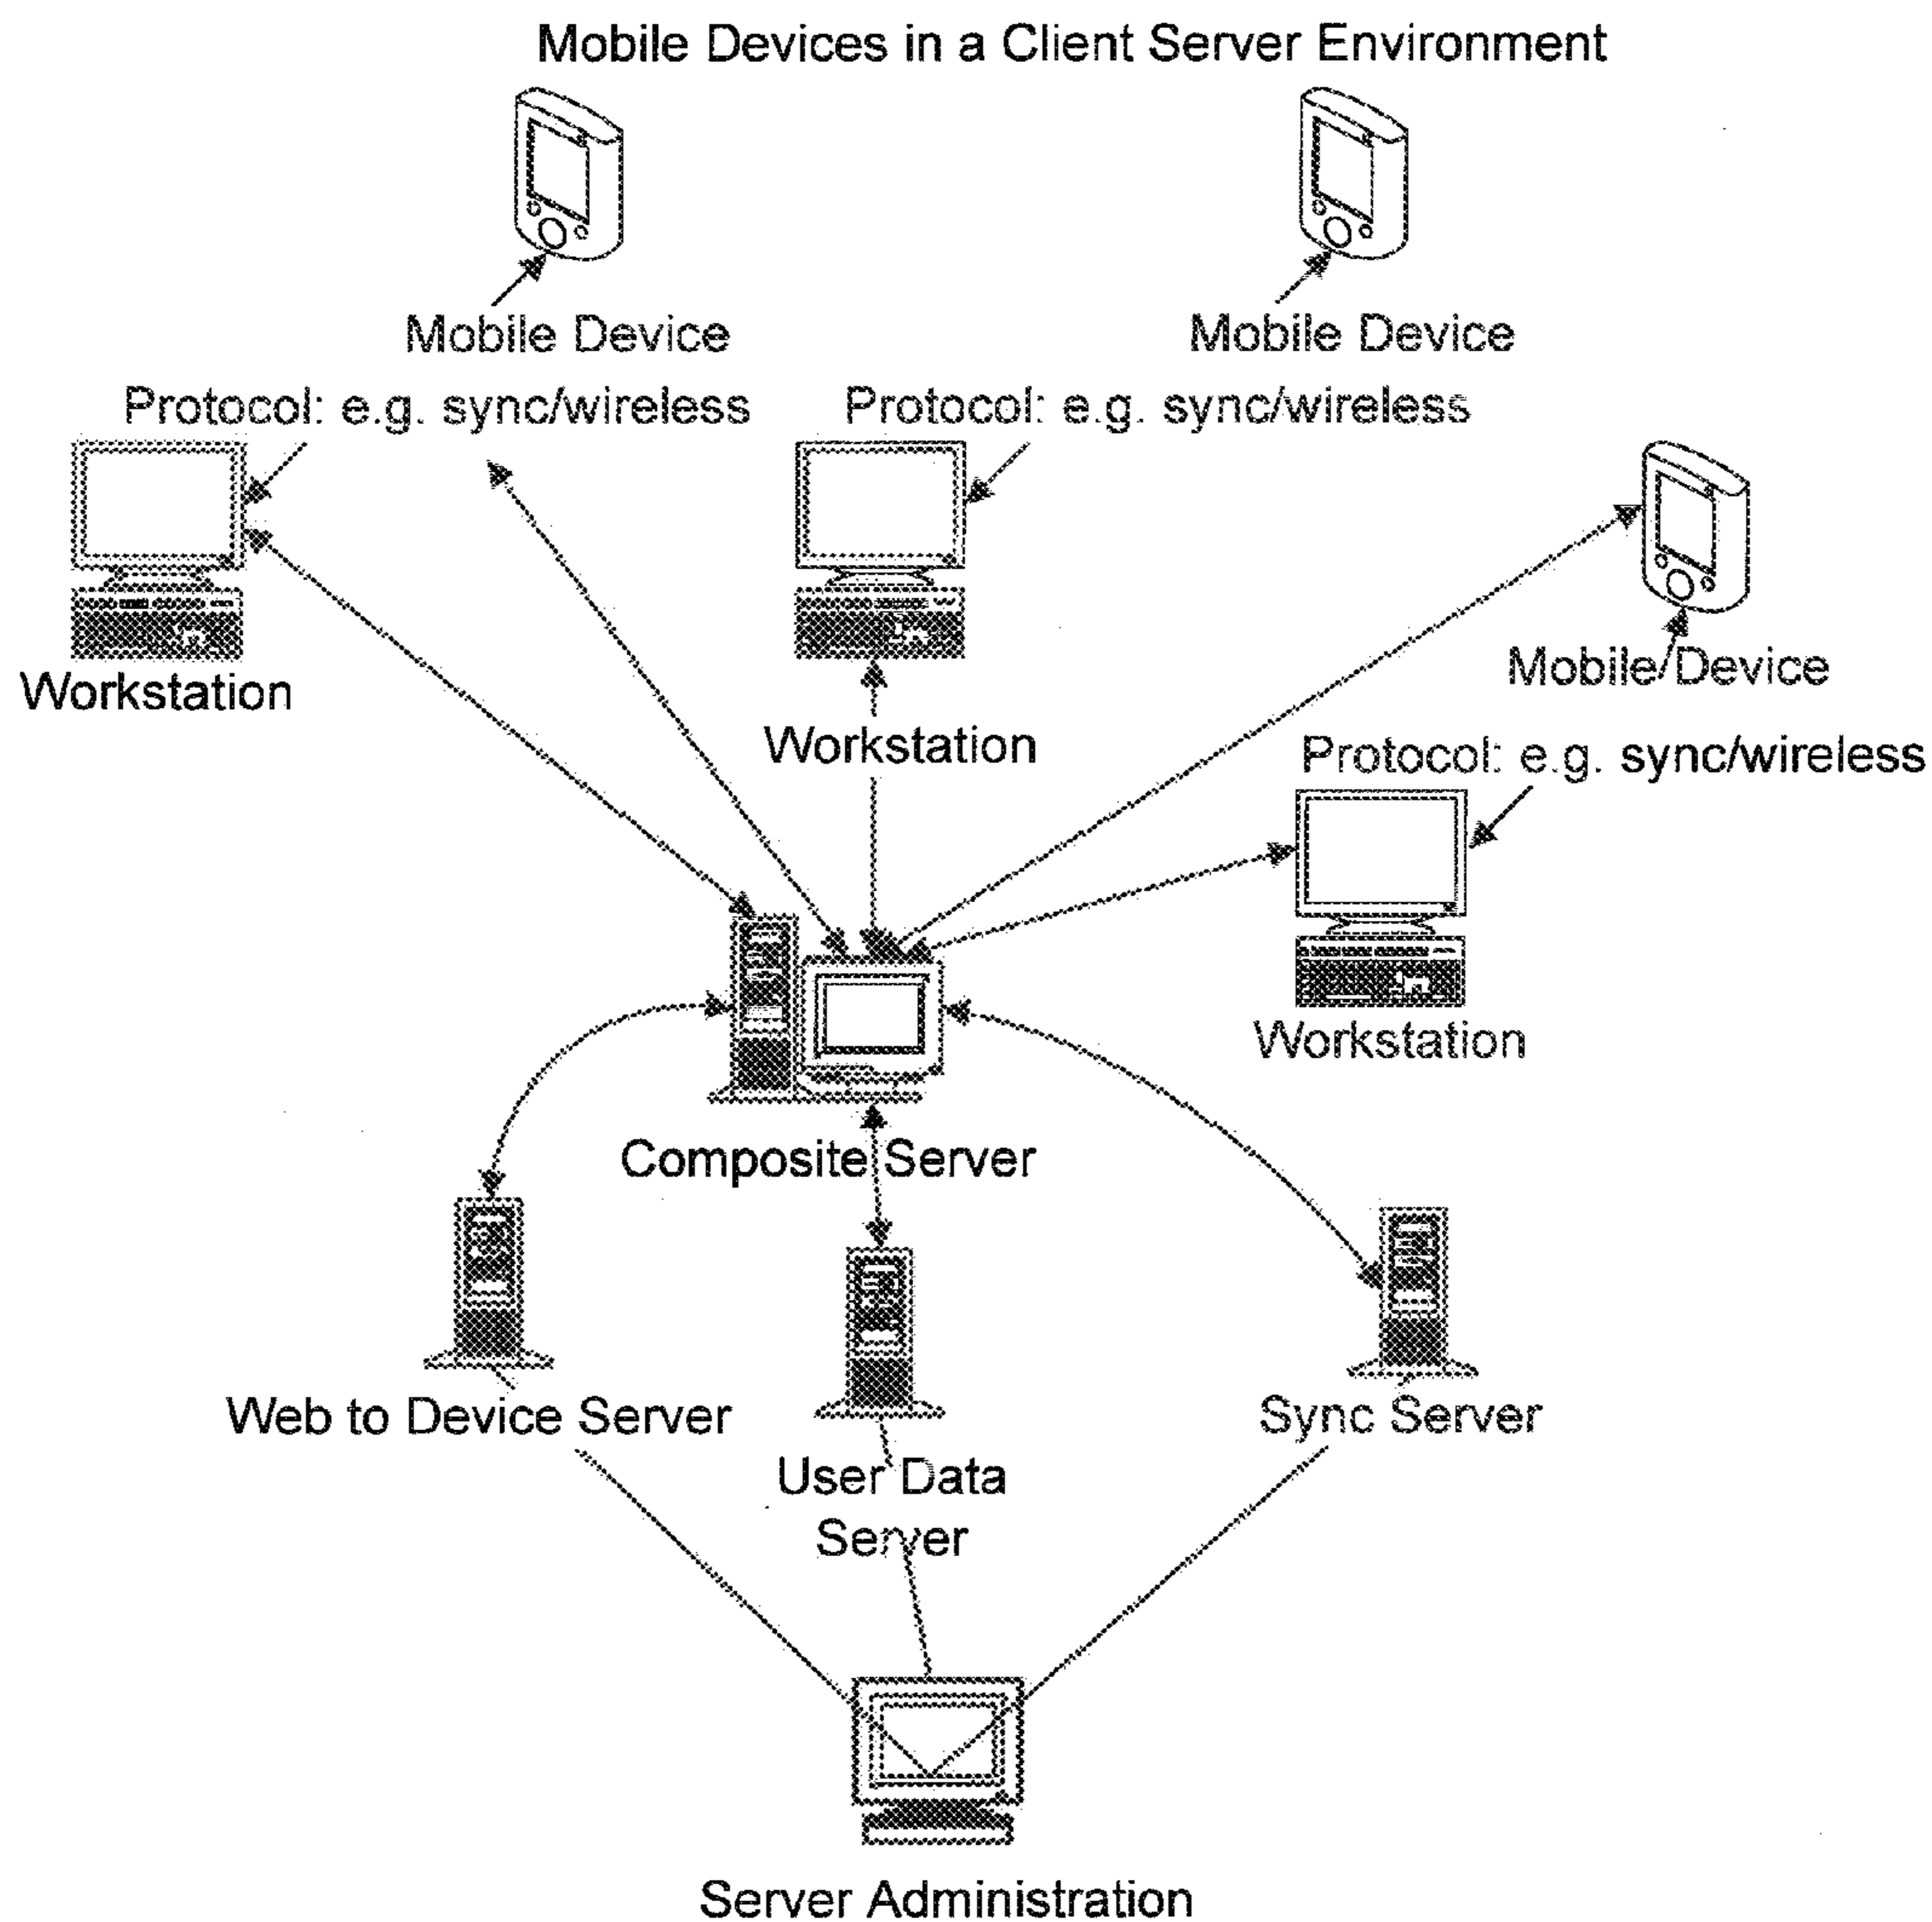 Mobile Devices in a Client Server Environment
Mobile Device
Mobile Device
Protocol: e.g. sync/wireless
Protocol: e.g. sync/wireless
Workstation
Mobile Device
Workstation
Protocol: e.g. sync/wireless
Workstation
Composite Server
Web to Device Server
Sync Server
User Data
Server
Server Administration